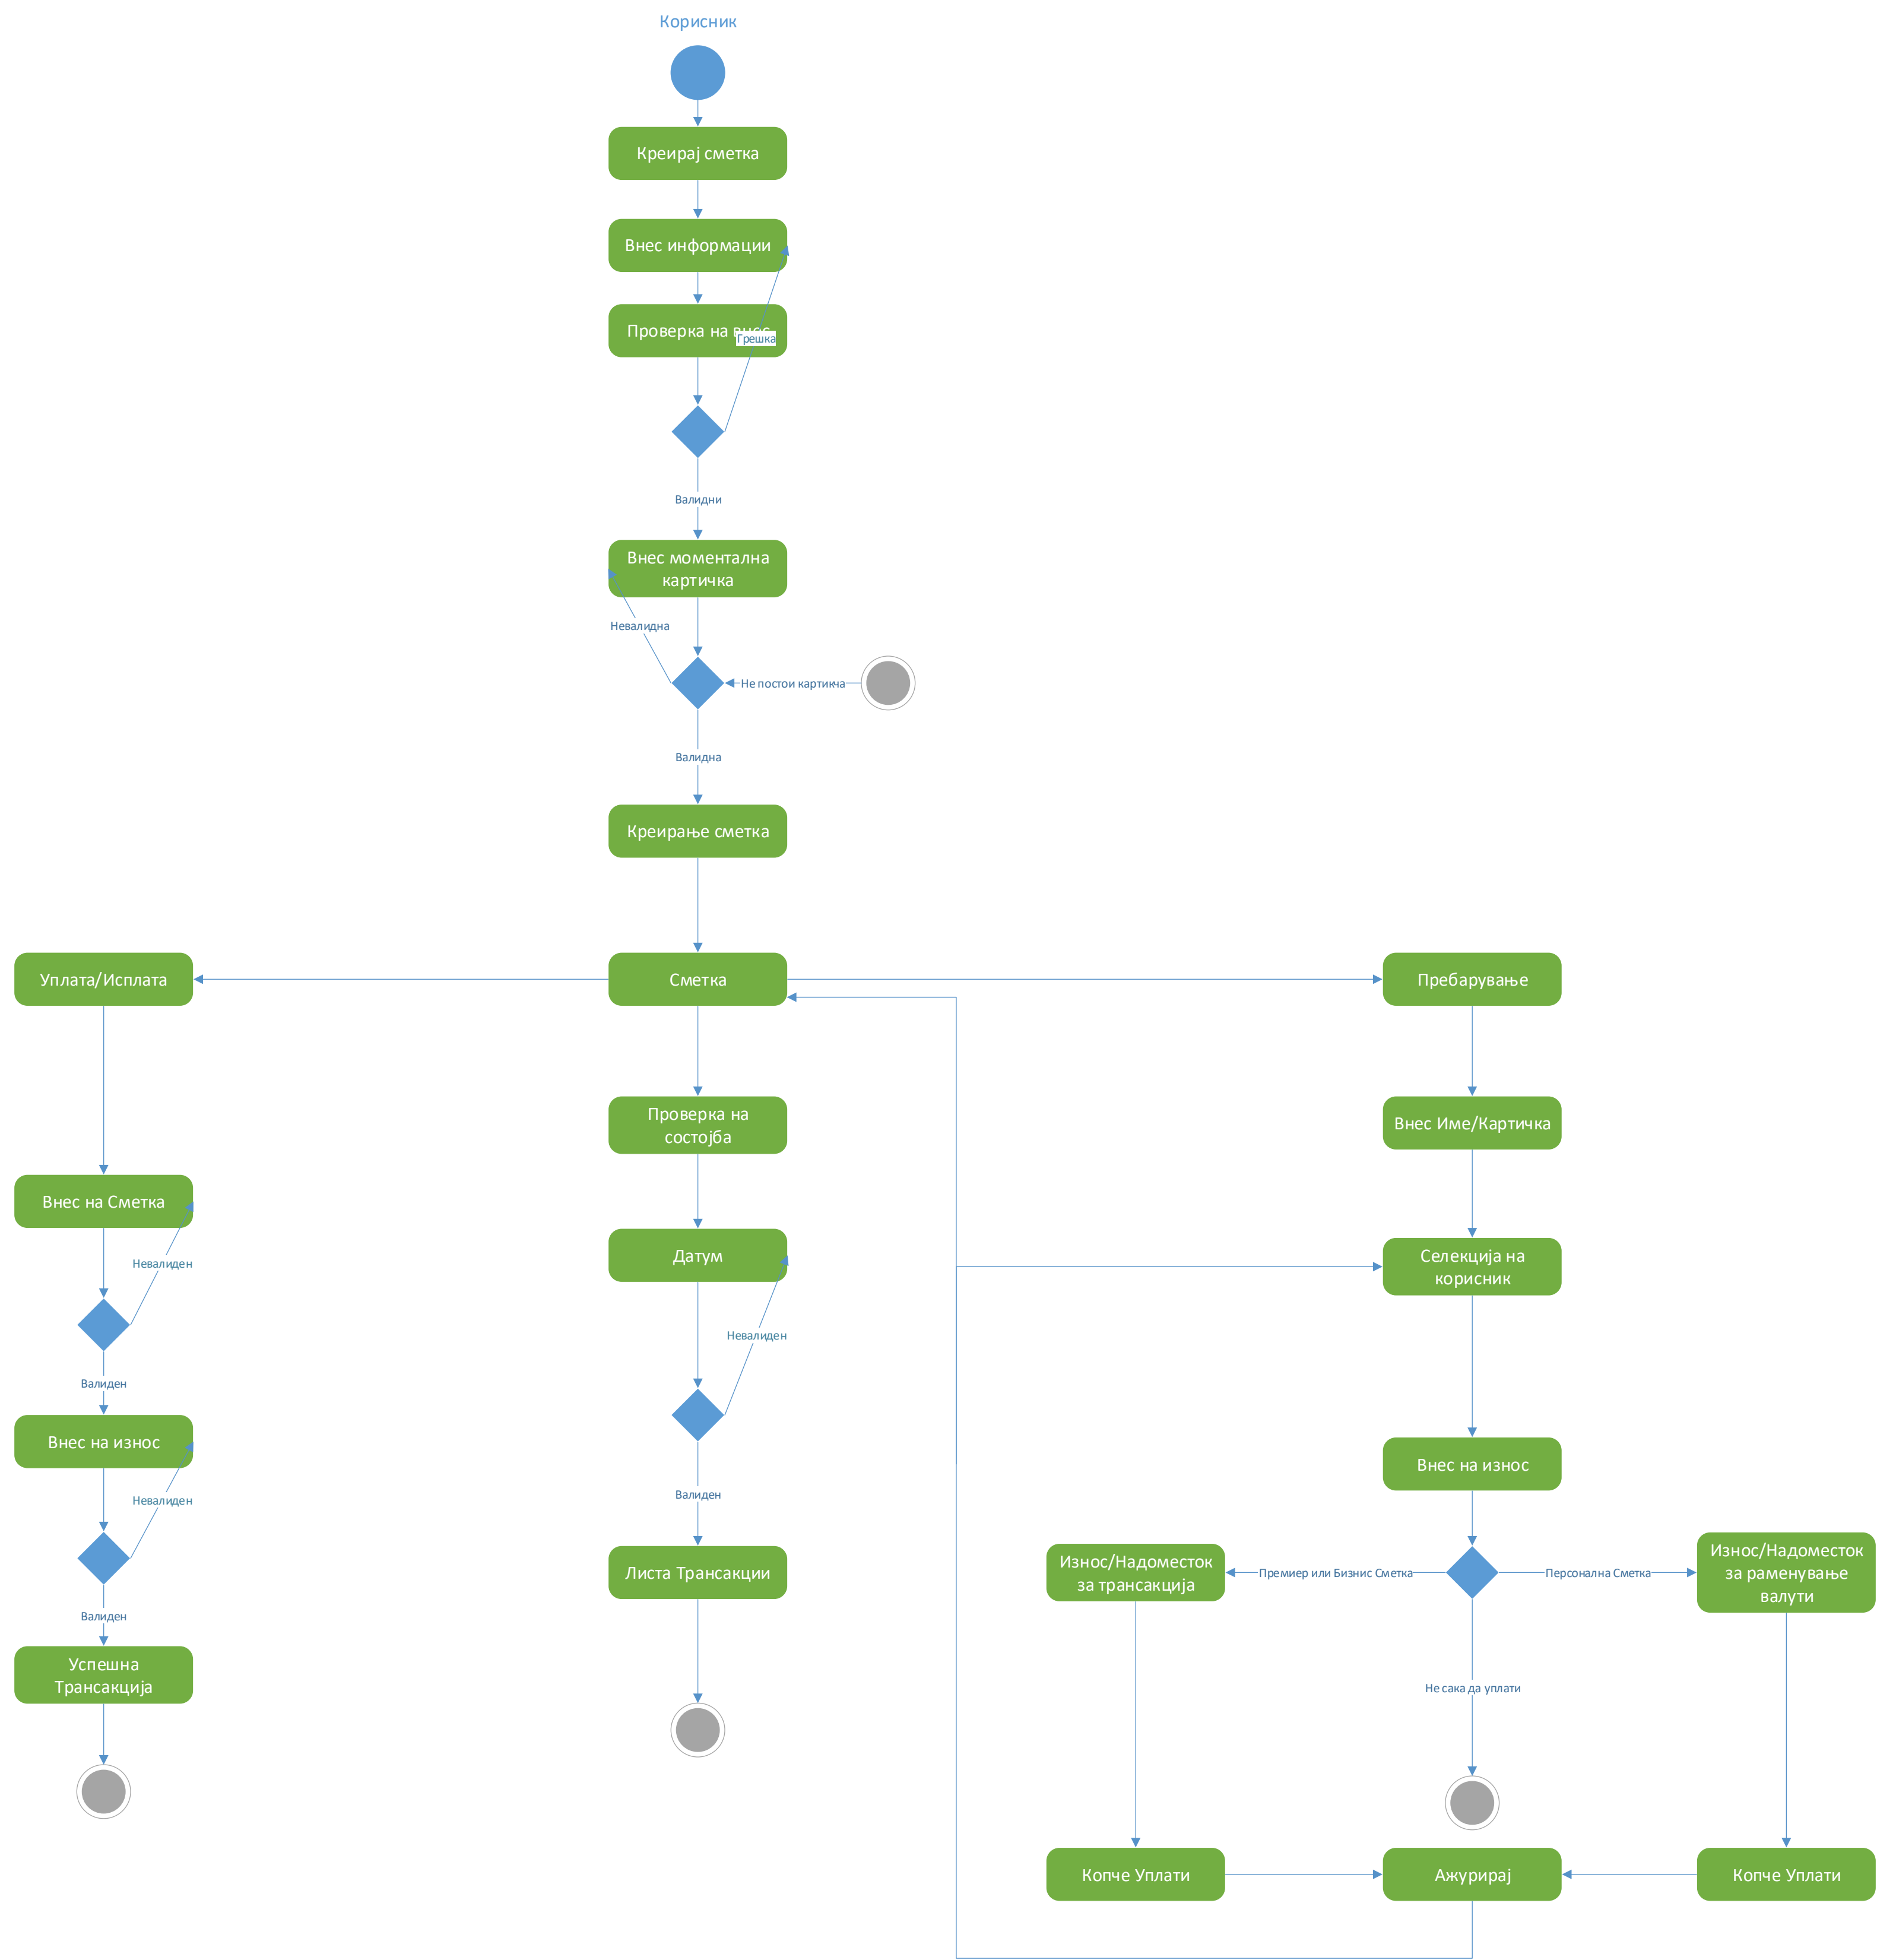 Корисник
Креирај сметка
Внес информации
Проверка на внес
Грешка
Валидни
Внес моментална
картичка
Невалидна
Не постои картикча
Валидна
Креирање сметка
Уплата/Исплата
Сметка
Пребарување
Проверка на
состојба
Внес Име/Картичка
Внес на Сметка
Датум
Селекција на
корисник
Невалиден
Невалиден
Валиден
Внес на износ
Внес на износ
Невалиден
Валиден
Износ/Надоместок
за трансакција
Премиер или Бизнис Сметка
Персонална Сметка
Износ/Надоместок
за раменување
валути
Листа Трансакции
Валиден
Успешна
Трансакција
Не сака да уплати
Копче Уплати
Ажурирај
Копче Уплати